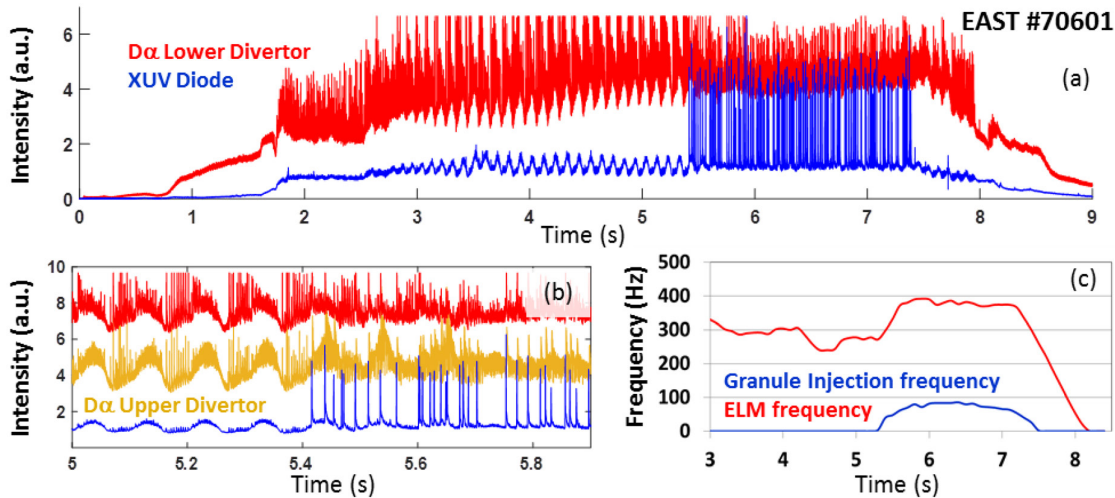 EAST #70601
Dα Lower Divertor
XUV Diode
(a)
Intensity (a.u.)
6
4
2
0
0 1 2 3 4 5 6 7 8 9
Time (s)
(b)
Intensity (a.u.)
10
8
6
4
2
Dα Upper Divertor
5 5.2 5.4 5.6 5.8
Time (s)
(c)
Frequency (Hz)
500
400
300
200
100
0
Granule Injection frequency
ELM frequency
3 4 5 6 7 8
Time (s)